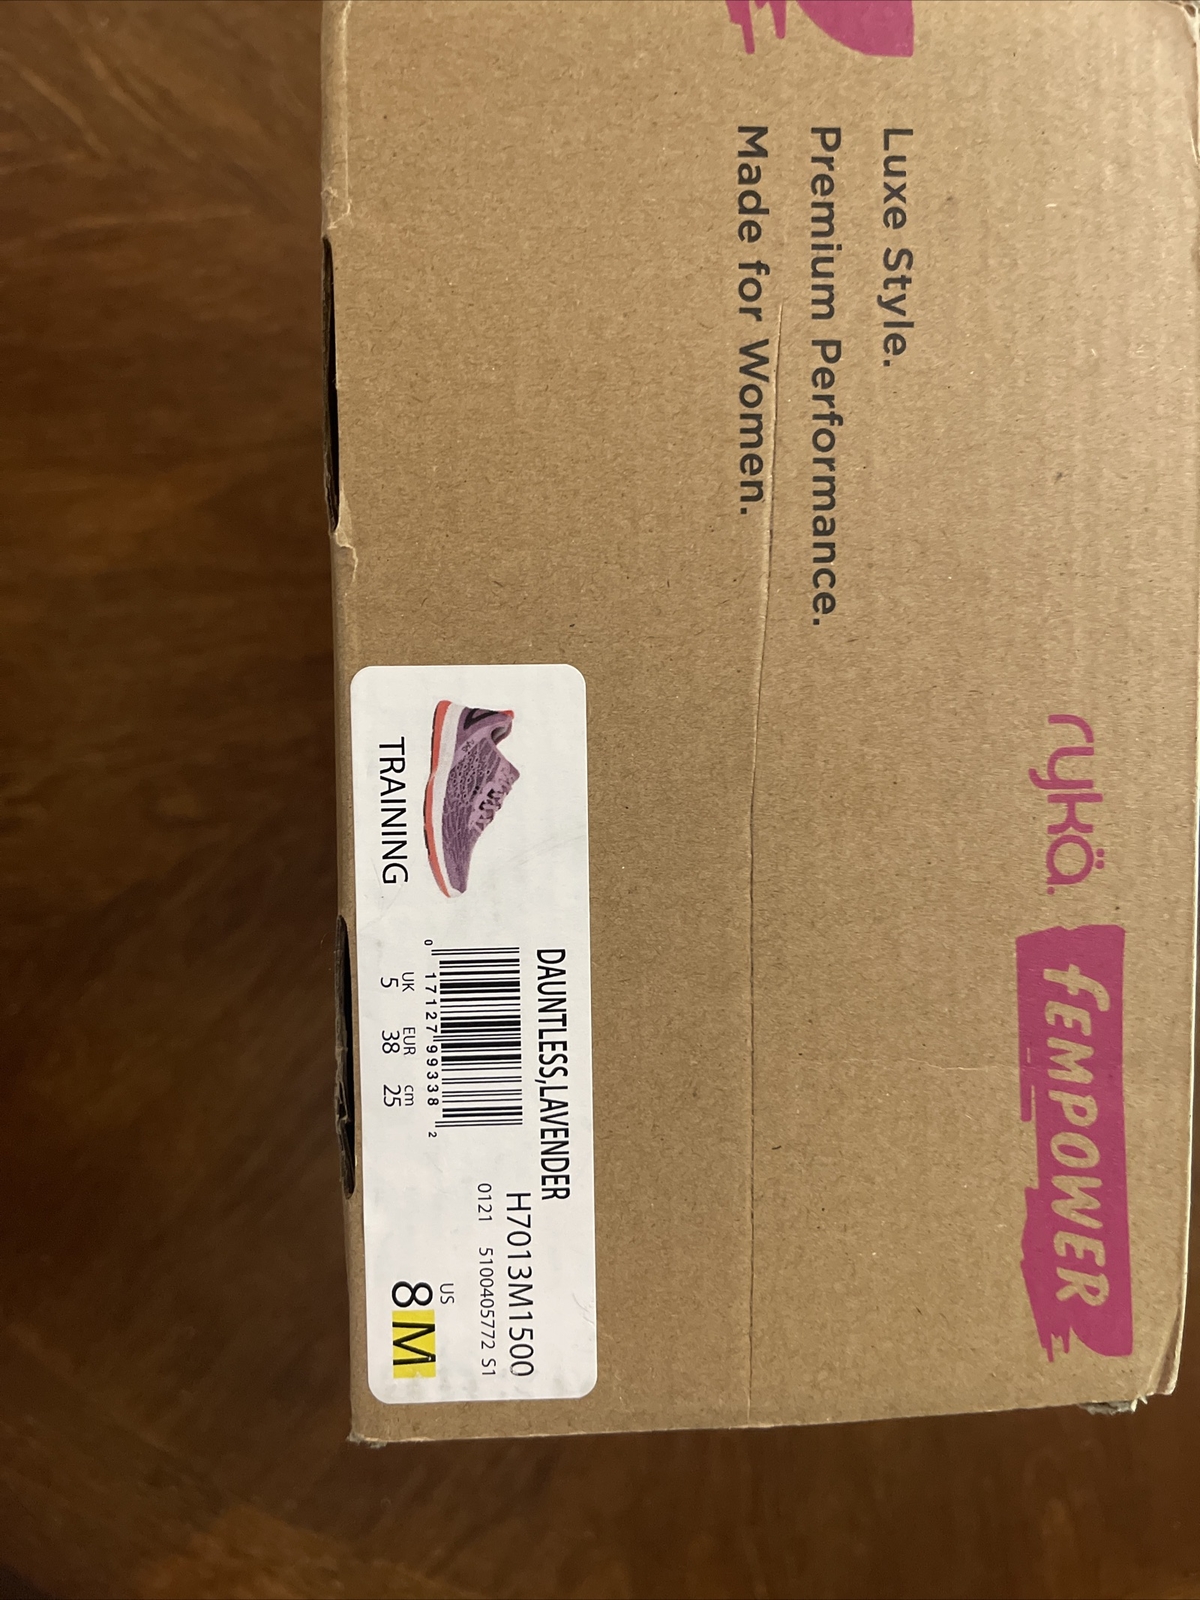 rykä.
fEMPOWER
Luxe Style.
Premium Performance.
Made for Women.
DAUNTLESS,LAVENDER
H7013M1500
0121 5100405772 S1
0 17127 99338 2
TRAINING
UK EUR cm
5 38 25
US
8 M